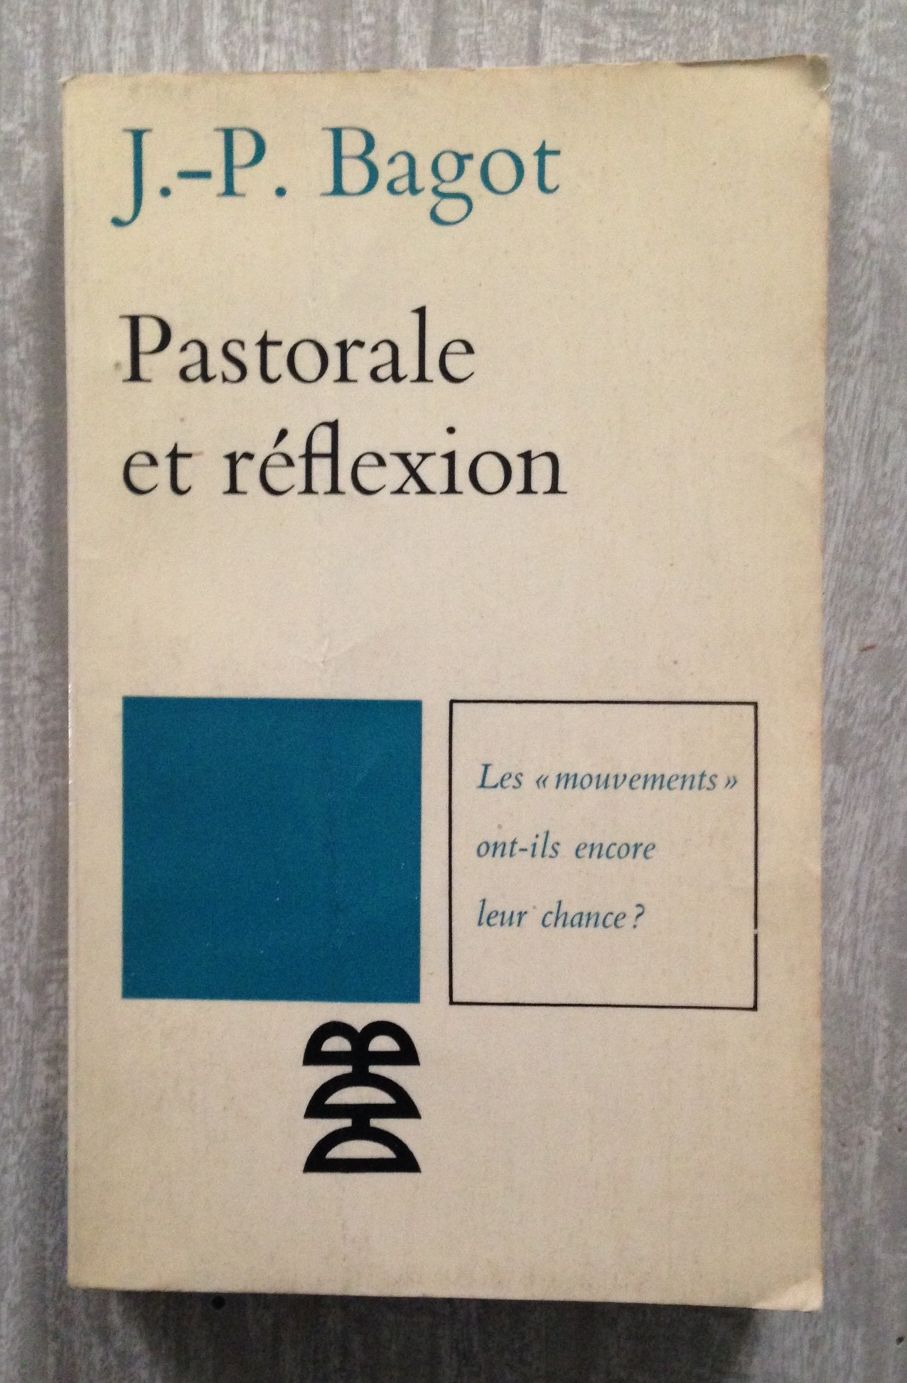 J.-P. Bagot
Pastorale
et réflexion
Les « mouvements »
ont-ils encore
leur chance ?
DDB